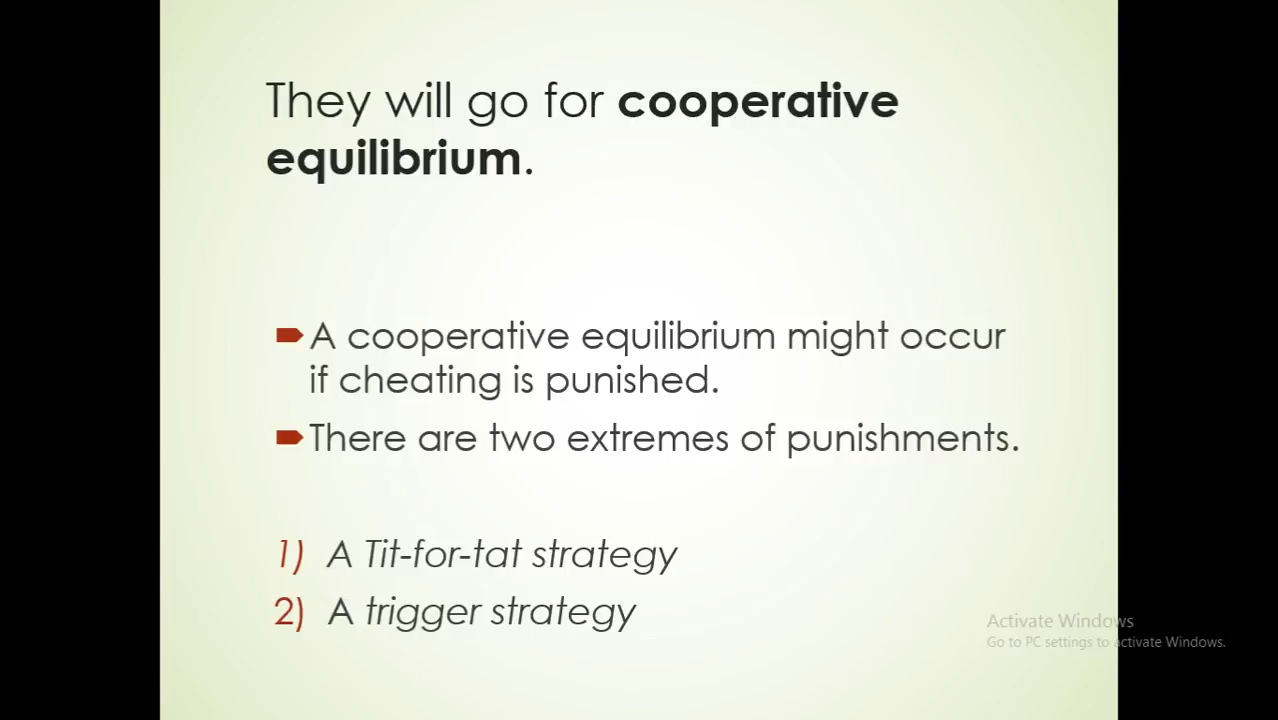 They will go for cooperative
equilibrium.
A cooperative equilibrium might occur
if cheating is punished.
There are two extremes of punishments.
1) A Tit-for-tat strategy
2) A trigger strategy
Activate Windows
Go to PC settings to activate Windows.